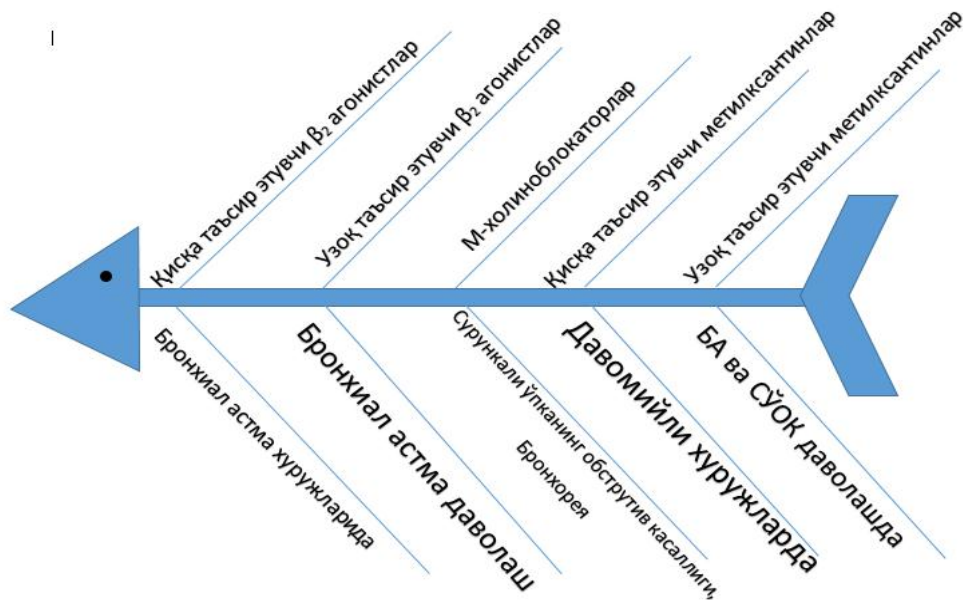 Қисқа таъсир этувчи β₂ агонистлар
Узоқ таъсир этувчи β₂ агонистлар
М-холиноблокаторлар
Қисқа таъсир этувчи метилксантинлар
Узоқ таъсир этувчи метилксантинлар
Бронхиал астма хуружларида
Бронхиал астма даволаш
Сурункали ўпканинг обструтив касаллиги,
Бронхорея
Давомийли хуружларда
БА ва СЎОК даволашда